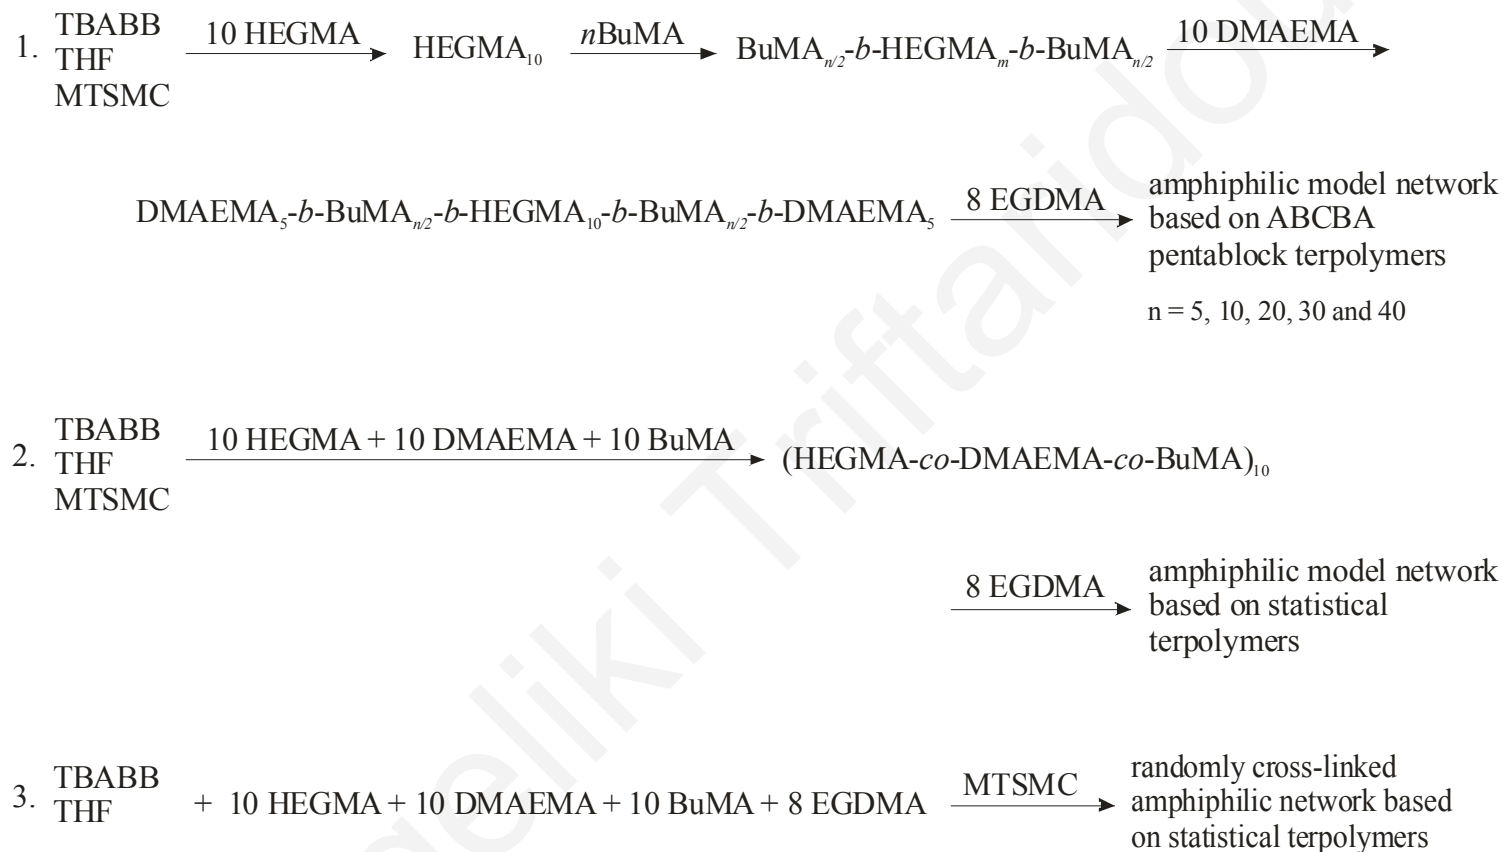 1. TBABB
THF
MTSMC
10 HEGMA
HEGMA₁₀
nBuMA
BuMAₙ/₂-b-HEGMAₘ-b-BuMAₙ/₂
10 DMAEMA
DMAEMA₅-b-BuMAₙ/₂-b-HEGMA₁₀-b-BuMAₙ/₂-b-DMAEMA₅
8 EGDMA
amphiphilic model network
based on ABCBA
pentablock terpolymers
n = 5, 10, 20, 30 and 40
2. TBABB
THF
MTSMC
10 HEGMA + 10 DMAEMA + 10 BuMA
(HEGMA-co-DMAEMA-co-BuMA)₁₀
8 EGDMA
amphiphilic model network
based on statistical
terpolymers
3. TBABB
THF
+ 10 HEGMA + 10 DMAEMA + 10 BuMA + 8 EGDMA
MTSMC
randomly cross-linked
amphiphilic network based
on statistical terpolymers
geliki Triftaridou